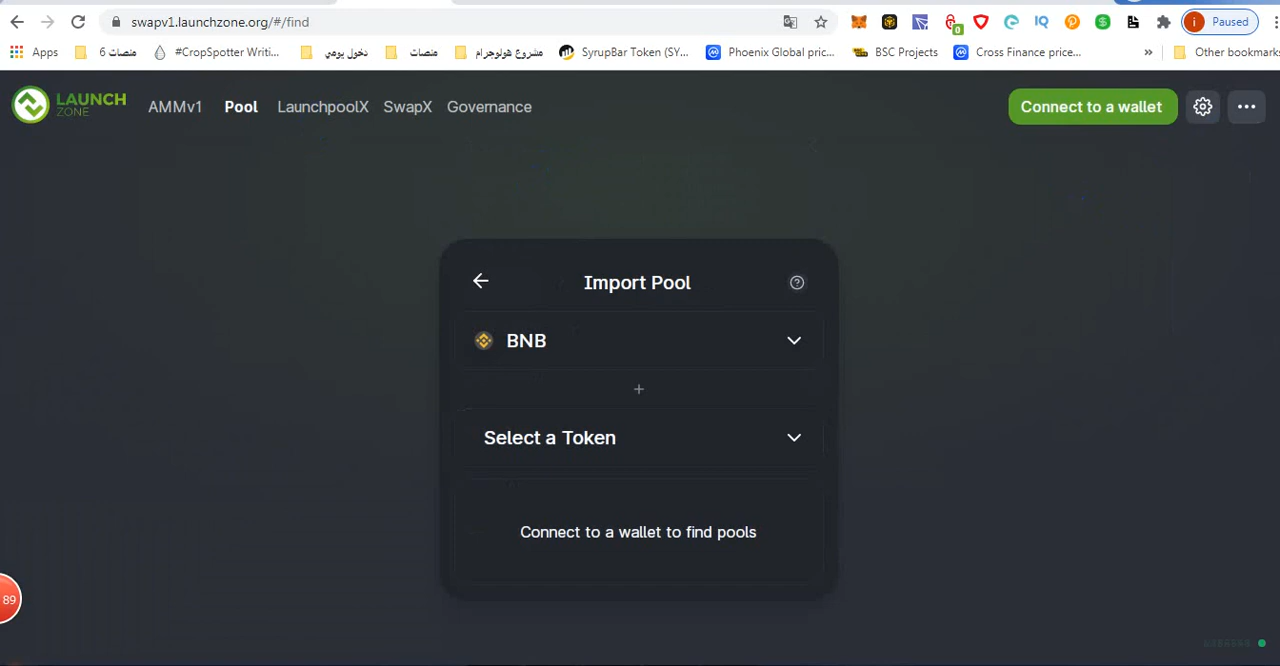 swapv1.launchzone.org/#/find
0
i Paused
Apps منصات 6 #CropSpotter Writi... دخول يومي منصات مشروع هولوجرام SyrupBar Token (SY... Phoenix Global pric... BSC Projects Cross Finance price... » Other bookmarks
LAUNCH
ZONE
AMMv1 Pool LaunchpoolX SwapX Governance Connect to a wallet
Import Pool
BNB
+
Select a Token
Connect to a wallet to find pools
89